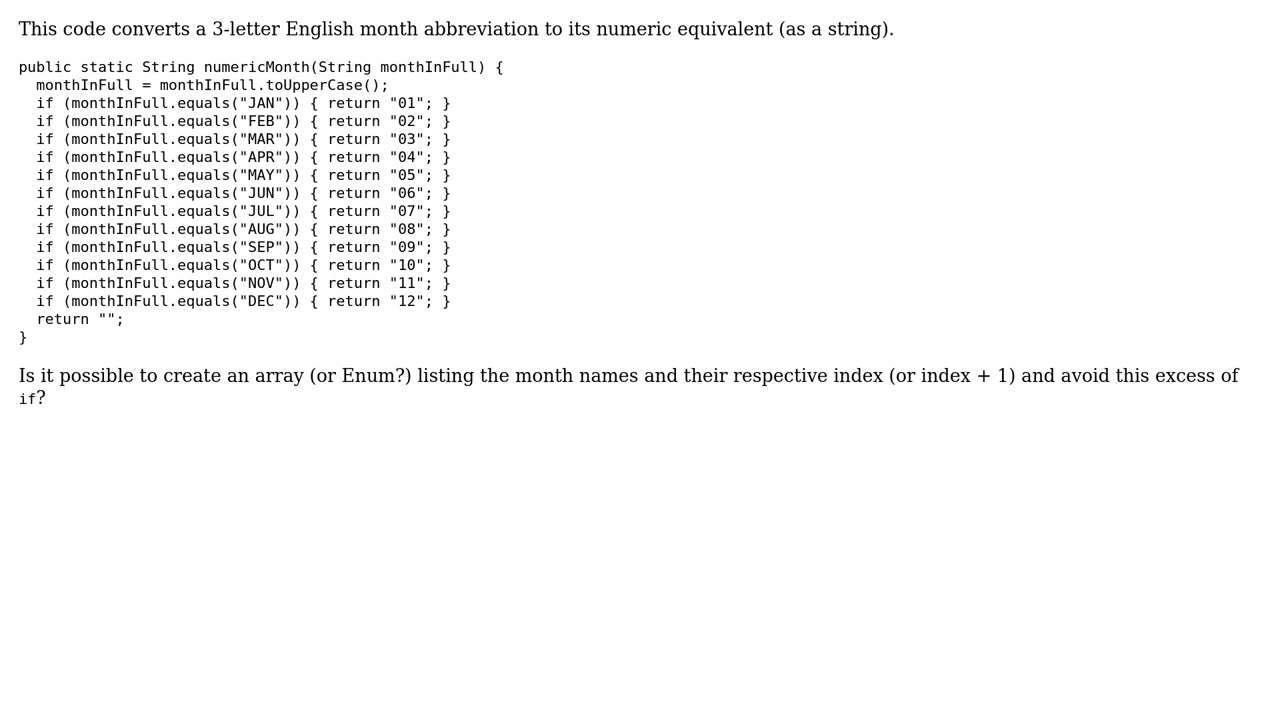 This code converts a 3-letter English month abbreviation to its numeric equivalent (as a string).
public static String numericMonth(String monthInFull) {
  monthInFull = monthInFull.toUpperCase();
  if (monthInFull.equals("JAN")) { return "01"; }
  if (monthInFull.equals("FEB")) { return "02"; }
  if (monthInFull.equals("MAR")) { return "03"; }
  if (monthInFull.equals("APR")) { return "04"; }
  if (monthInFull.equals("MAY")) { return "05"; }
  if (monthInFull.equals("JUN")) { return "06"; }
  if (monthInFull.equals("JUL")) { return "07"; }
  if (monthInFull.equals("AUG")) { return "08"; }
  if (monthInFull.equals("SEP")) { return "09"; }
  if (monthInFull.equals("OCT")) { return "10"; }
  if (monthInFull.equals("NOV")) { return "11"; }
  if (monthInFull.equals("DEC")) { return "12"; }
  return "";
}
Is it possible to create an array (or Enum?) listing the month names and their respective index (or index + 1) and avoid this excess of
if?